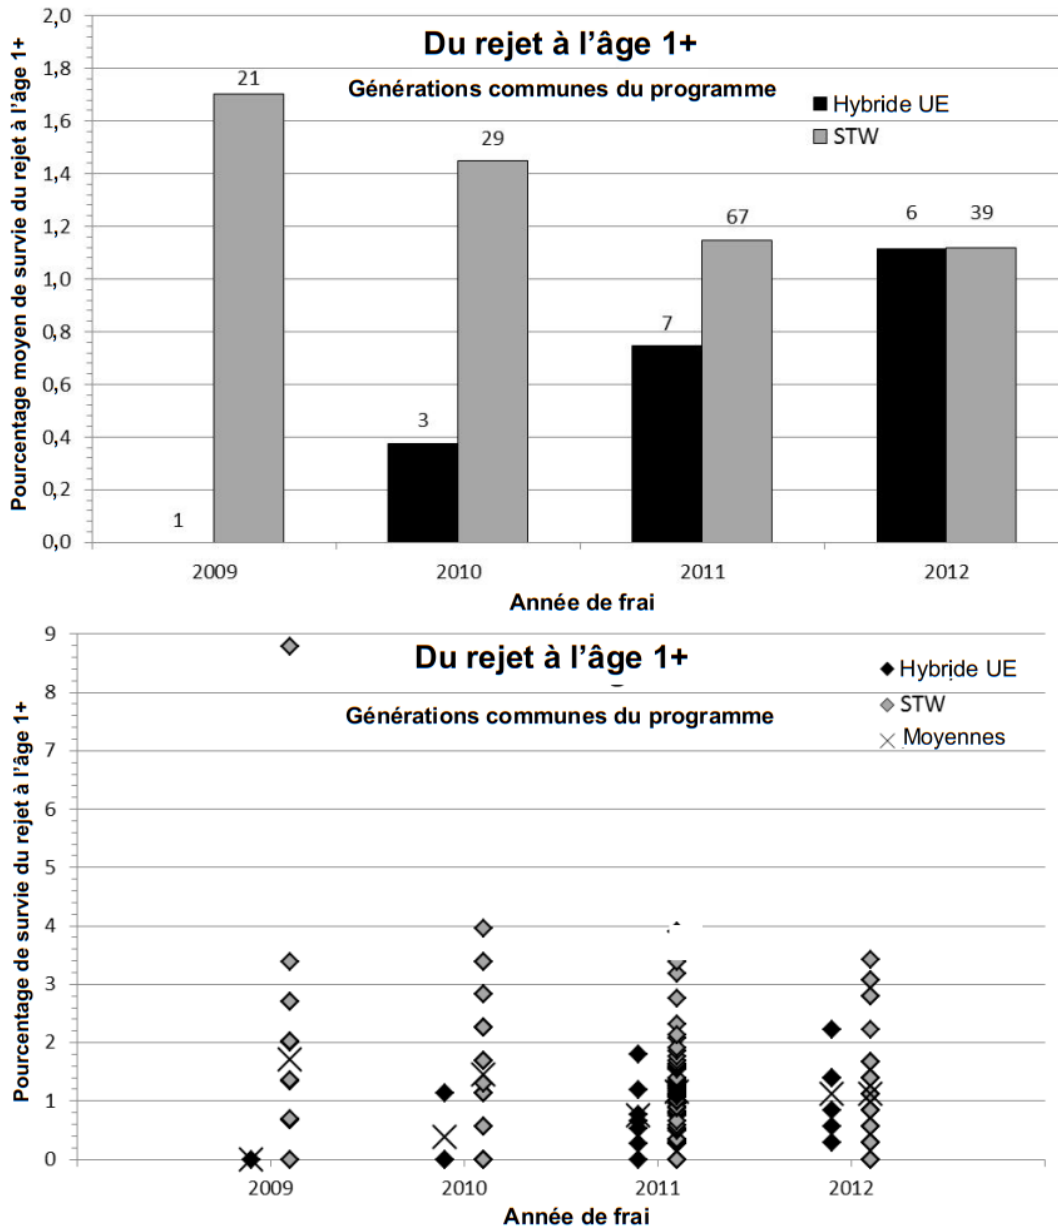 Du rejet à l'âge 1+
Générations communes du programme
Hybride UE
STW
Pourcentage moyen de survie du rejet à l'âge 1+
2,0
1,8
1,6
1,4
1,2
1,0
0,8
0,6
0,4
0,2
0,0
1
21
3
29
7
67
6
39
2009
2010
2011
2012
Année de frai
Du rejet à l'âge 1+
Générations communes du programme
Hybride UE
STW
Moyennes
Pourcentage de survie du rejet à l'âge 1+
9
8
7
6
5
4
3
2
1
0
2009
2010
2011
2012
Année de frai